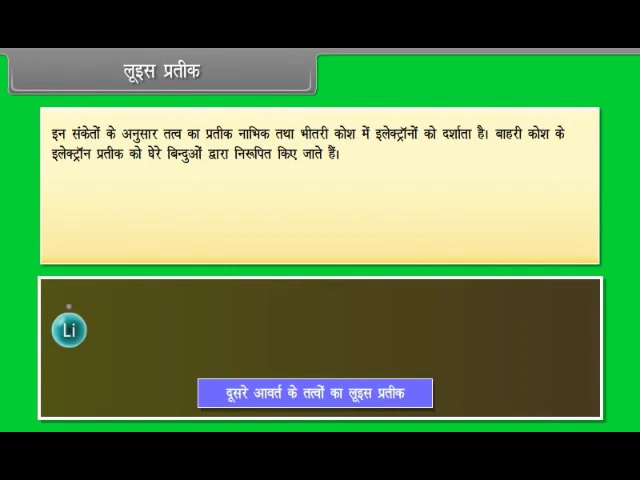 लूइस प्रतीक
इन संकेतों के अनुसार तत्व का प्रतीक नाभिक तथा भीतरी कोश में इलेक्ट्रॉनों को दर्शाता है। बाहरी कोश के
इलेक्ट्रॉन प्रतीक को घेरे बिन्दुओं द्वारा निरूपित किए जाते हैं।
Li
दूसरे आवर्त के तत्वों का लूइस प्रतीक